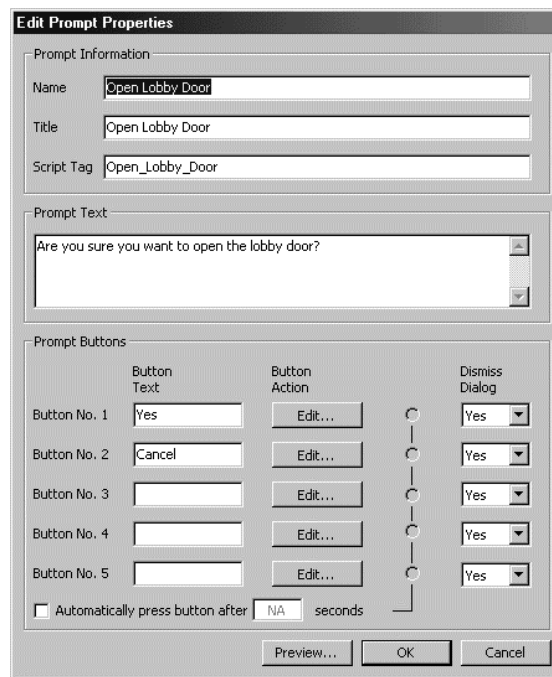 Edit Prompt Properties
Prompt Information
Name Open Lobby Door
Title Open Lobby Door
Script Tag Open_Lobby_Door
Prompt Text
Are you sure you want to open the lobby door?
Prompt Buttons
Button Text Button Action Dismiss Dialog
Button No. 1 Yes Edit... Yes
Button No. 2 Cancel Edit... Yes
Button No. 3 Edit... Yes
Button No. 4 Edit... Yes
Button No. 5 Edit... Yes
Automatically press button after NA seconds
Preview... OK Cancel